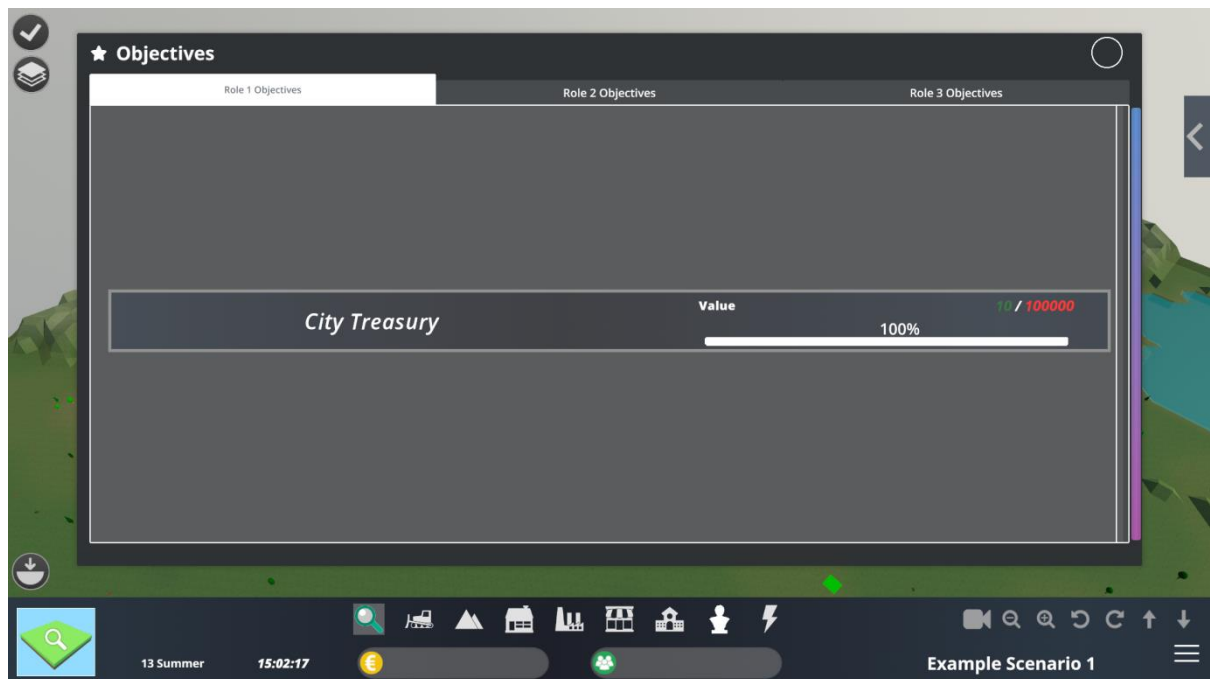 Objectives
Role 1 Objectives
Role 2 Objectives
Role 3 Objectives
City Treasury
Value
10 / 100000
100%
13 Summer
15:02:17
Example Scenario 1